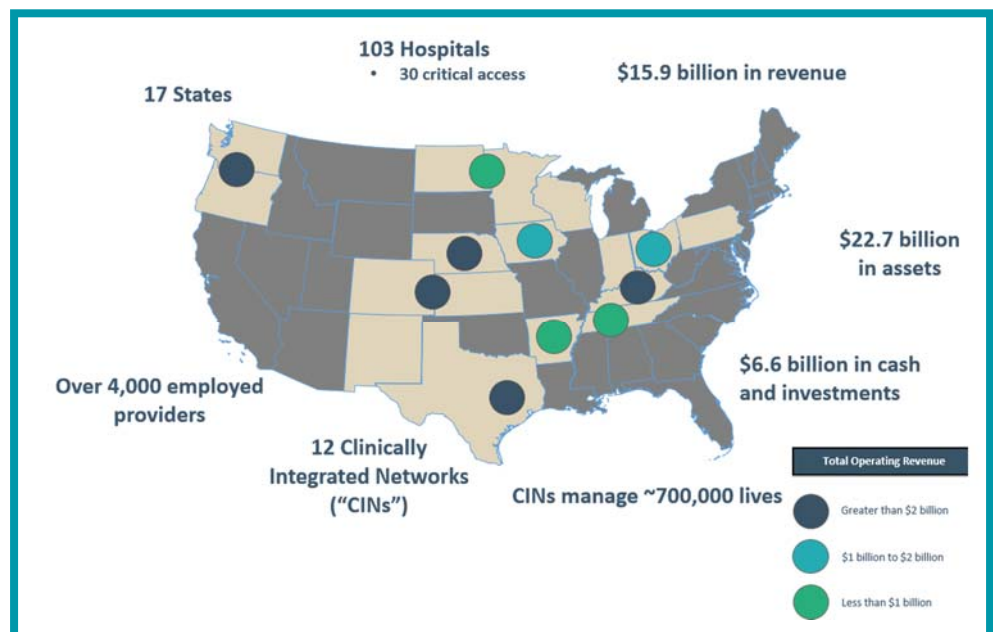 103 Hospitals
• 30 critical access
$15.9 billion in revenue
17 States
$22.7 billion
in assets
$6.6 billion in cash
and investments
Over 4,000 employed
providers
12 Clinically
Integrated Networks
(“CINs”)
CINs manage ~700,000 lives
Total Operating Revenue
Greater than $2 billion
$1 billion to $2 billion
Less than $1 billion